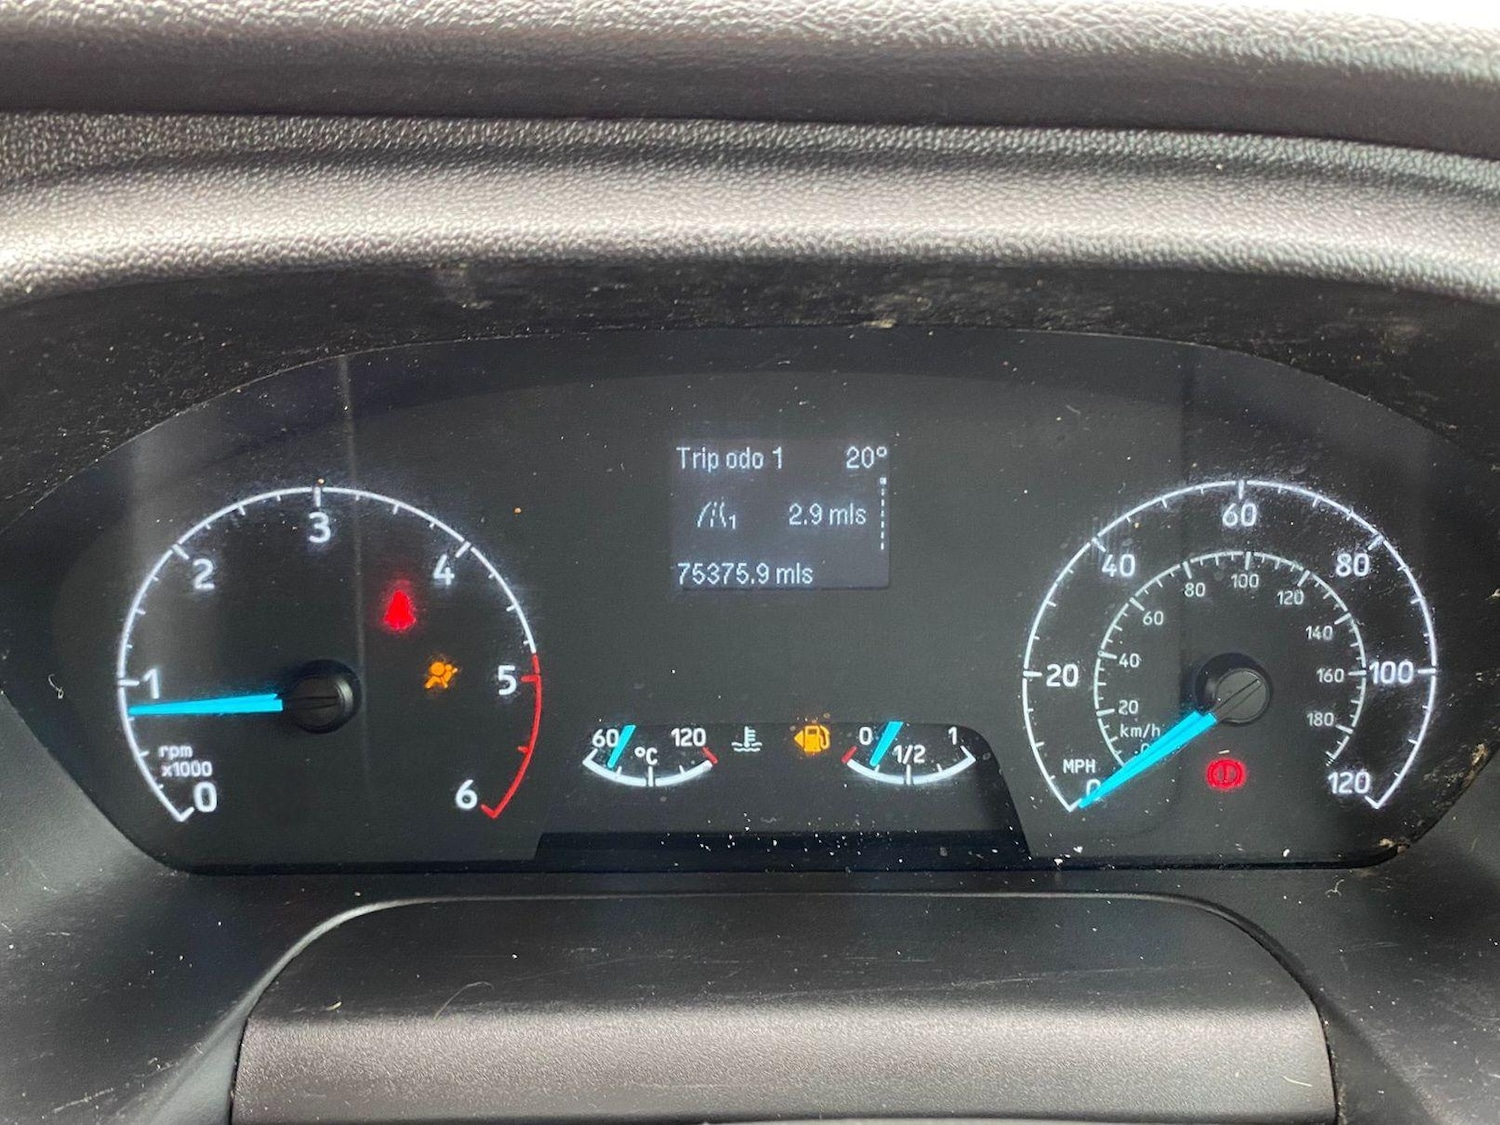 Trip odo 1 20°
1 2.9 mls
75375.9 mls
0 1 2 3 4 5 6
rpm
x1000
60 °C 120
0 1/2 1
0 20 40 60 80 100 120
MPH
20 40 60 80 100 120 140 160 180
km/h